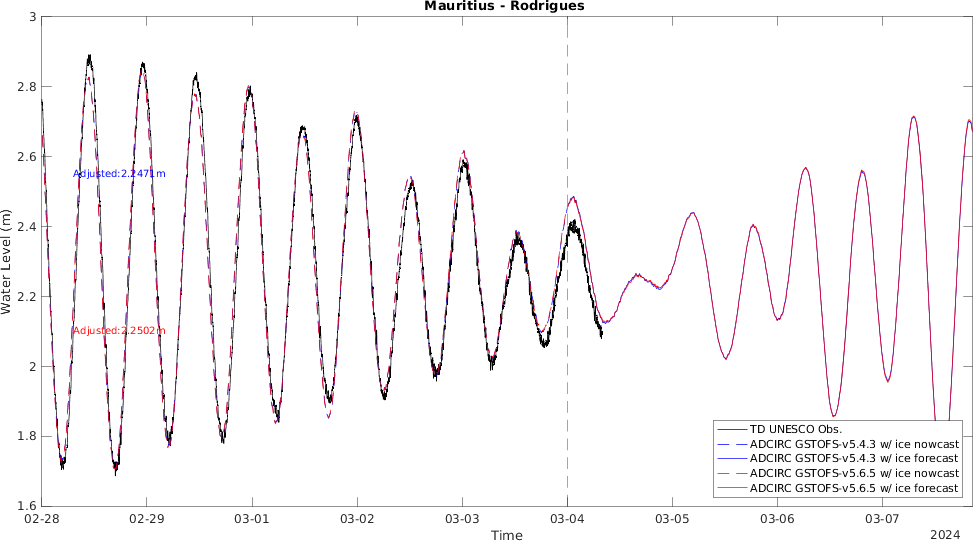 Mauritius - Rodrigues
3
2.8
2.6
2.4
2.2
2
1.8
1.6
Water Level (m)
Adjusted:2.2471m
Adjusted:2.2502m
TD UNESCO Obs.
ADCIRC GSTOFS-v5.4.3 w/ ice nowcast
ADCIRC GSTOFS-v5.4.3 w/ ice forecast
ADCIRC GSTOFS-v5.6.5 w/ ice nowcast
ADCIRC GSTOFS-v5.6.5 w/ ice forecast
02-28 02-29 03-01 03-02 03-03 03-04 03-05 03-06 03-07
Time
2024